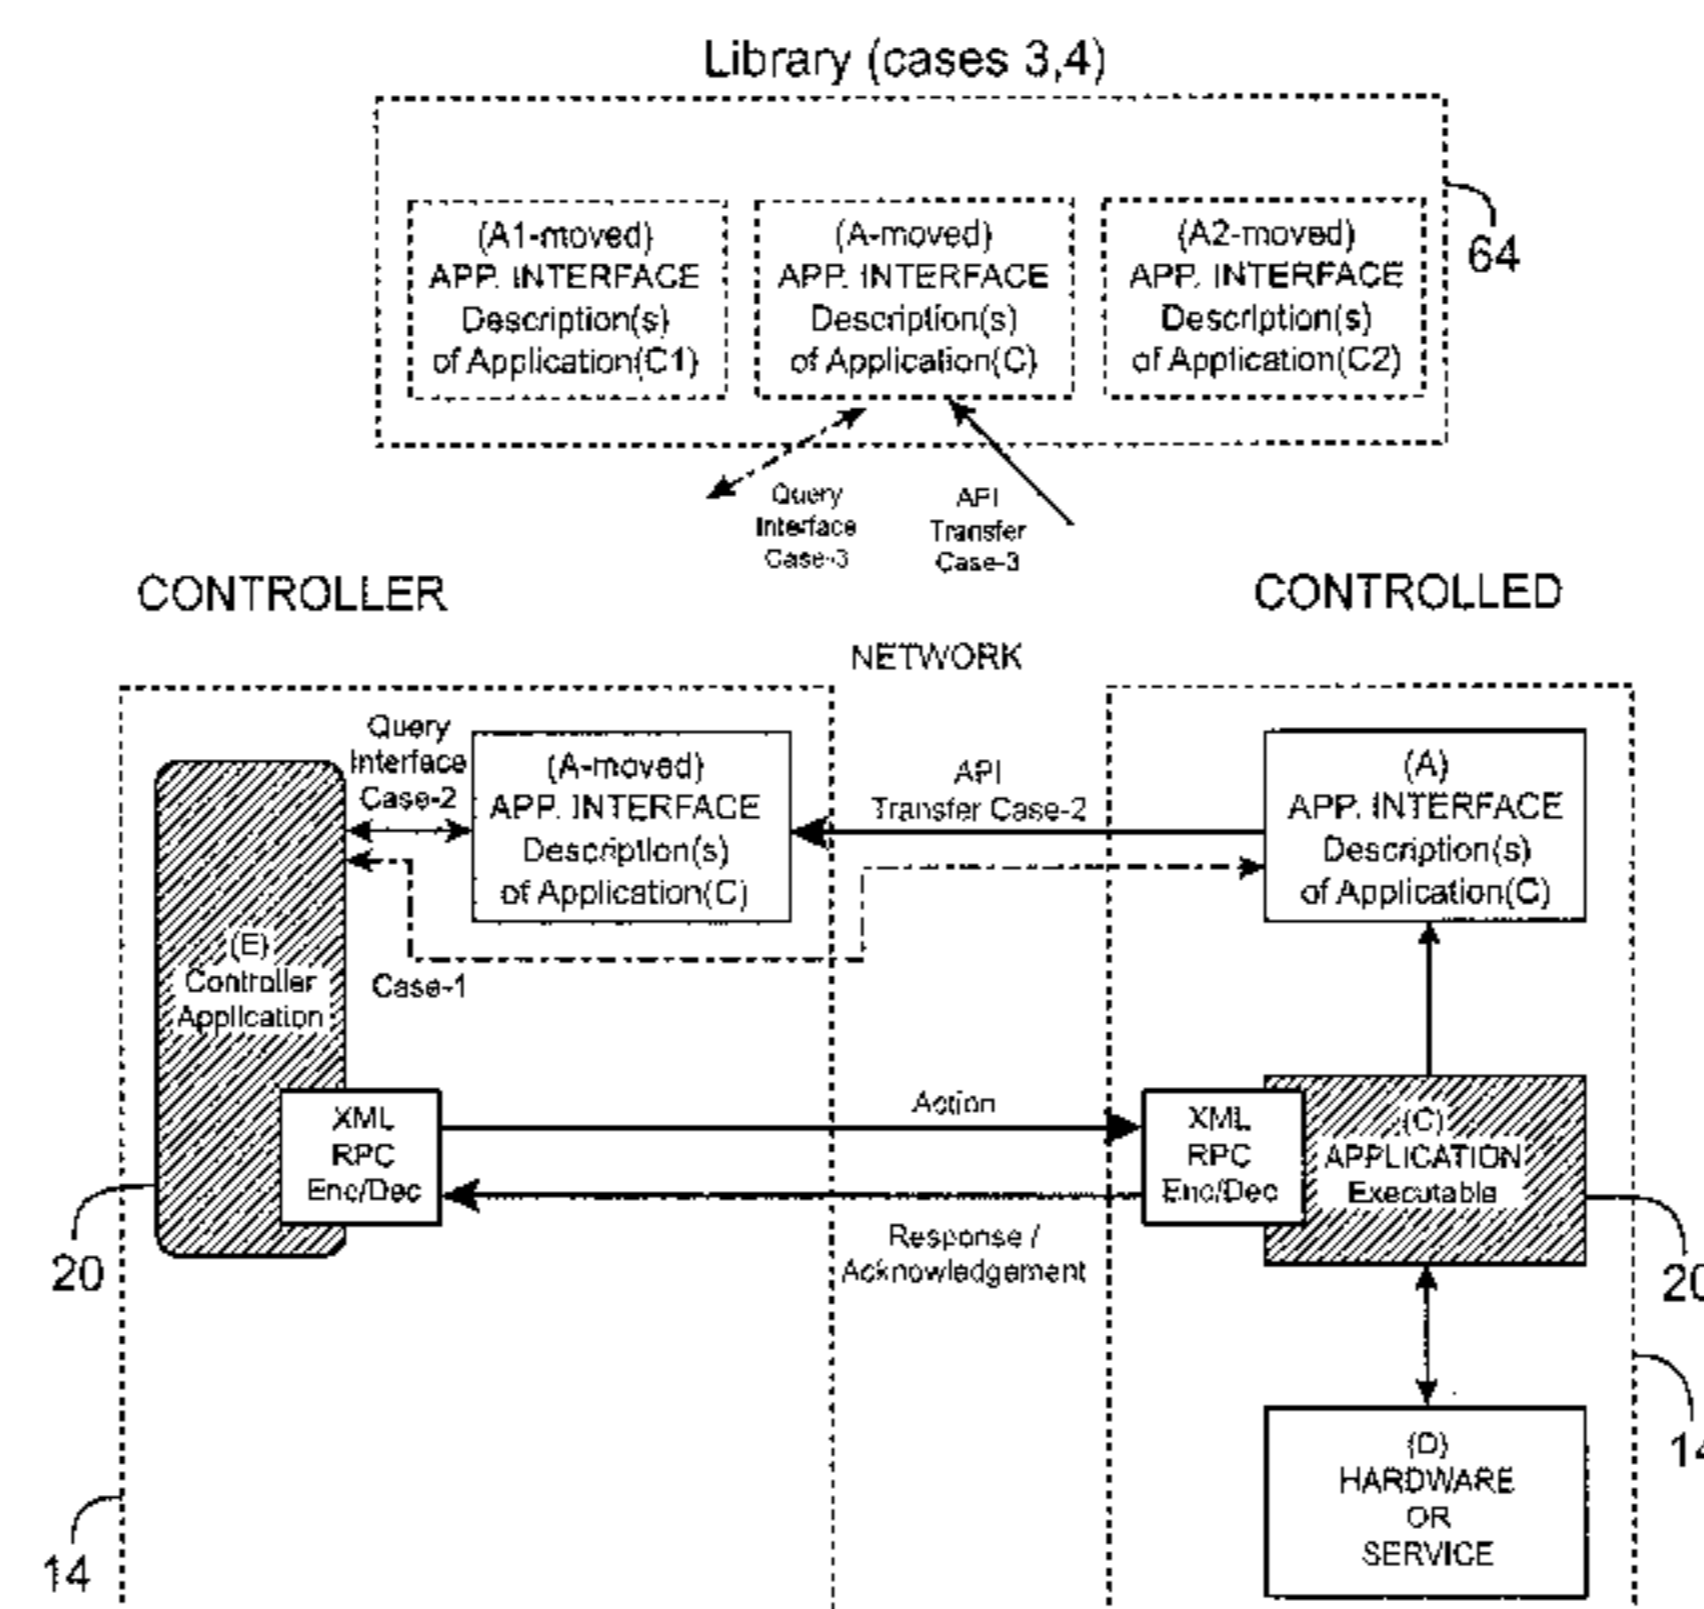 Library (cases 3,4)
(A1-moved)
APP. INTERFACE
Description(s)
of Application(C1)
(A-moved)
APP. INTERFACE
Description(s)
of Application(C)
(A2-moved)
APP. INTERFACE
Description(s)
of Application(C2)
64
Query
Interface
Case-3
API
Transfer
Case-3
CONTROLLER
CONTROLLED
NETWORK
Query
Interface
Case-2
(A-moved)
APP. INTERFACE
Description(s)
of Application(C)
API
Transfer Case-2
(A)
APP. INTERFACE
Description(s)
of Application(C)
(E)
Controller
Application
Case-1
XML
RPC
Enc/Dec
Action
Response /
Acknowledgement
XML
RPC
Enc/Dec
(C)
APPLICATION
Executable
20
20
14
14
(D)
HARDWARE
OR
SERVICE